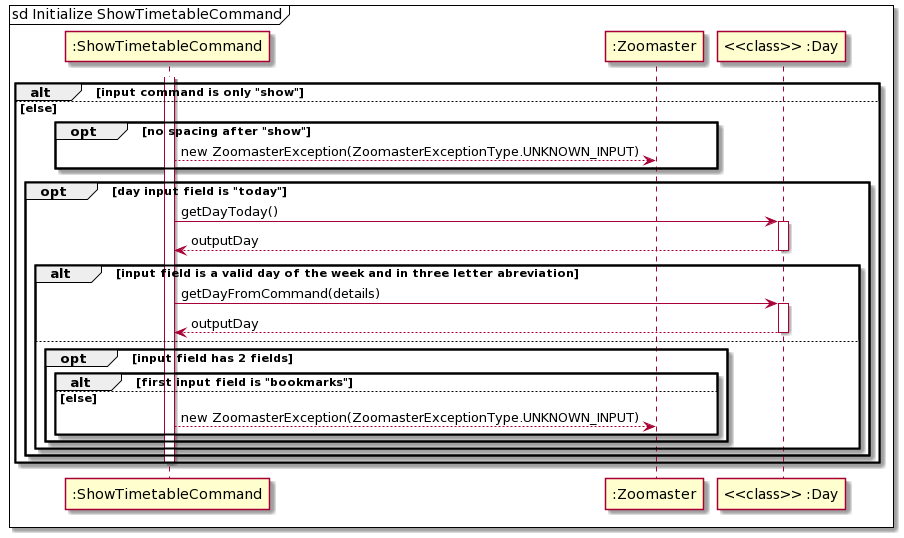 sd Initialize ShowTimetableCommand
:ShowTimetableCommand :Zoomaster <<class>> :Day
alt [input command is only "show"]
[else]
opt [no spacing after "show"]
new ZoomasterException(ZoomasterExceptionType.UNKNOWN_INPUT)
opt [day input field is "today"]
getDayToday()
outputDay
alt [input field is a valid day of the week and in three letter abreviation]
getDayFromCommand(details)
outputDay
opt [input field has 2 fields]
alt [first input field is "bookmarks"]
[else]
new ZoomasterException(ZoomasterExceptionType.UNKNOWN_INPUT)
:ShowTimetableCommand :Zoomaster <<class>> :Day